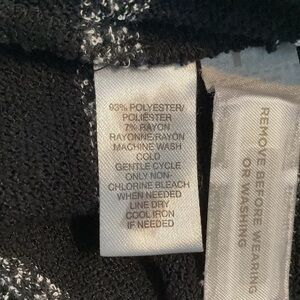 93% POLYESTER/
POLIESTER
7% RAYON
RAYONNE/RAYON
MACHINE WASH
COLD
GENTLE CYCLE
ONLY NON-
CHLORINE BLEACH
WHEN NEEDED
LINE DRY
COOL IRON
IF NEEDED
REMOVE BEFORE WEARING
OR WASHING